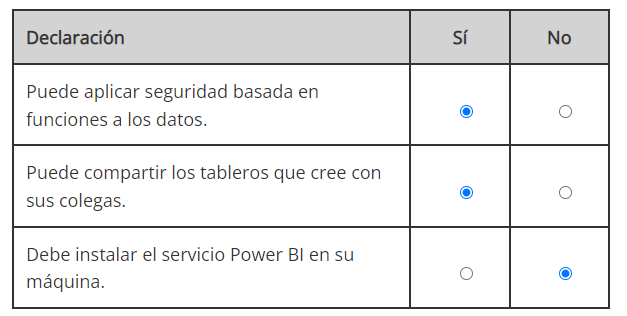 Declaración Sí No
Puede aplicar seguridad basada en
funciones a los datos.
Puede compartir los tableros que cree con
sus colegas.
Debe instalar el servicio Power BI en su
máquina.